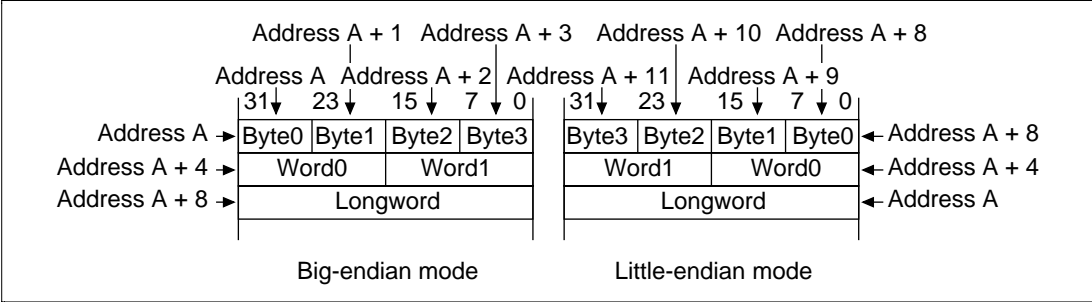 Address A + 1 Address A + 3 Address A + 10 Address A + 8
Address A Address A + 2 Address A + 11 Address A + 9
31 23 15 7 0 31 23 15 7 0
Address A Byte0 Byte1 Byte2 Byte3 Byte3 Byte2 Byte1 Byte0 Address A + 8
Address A + 4 Word0 Word1 Word1 Word0 Address A + 4
Address A + 8 Longword Longword Address A
Big-endian mode Little-endian mode